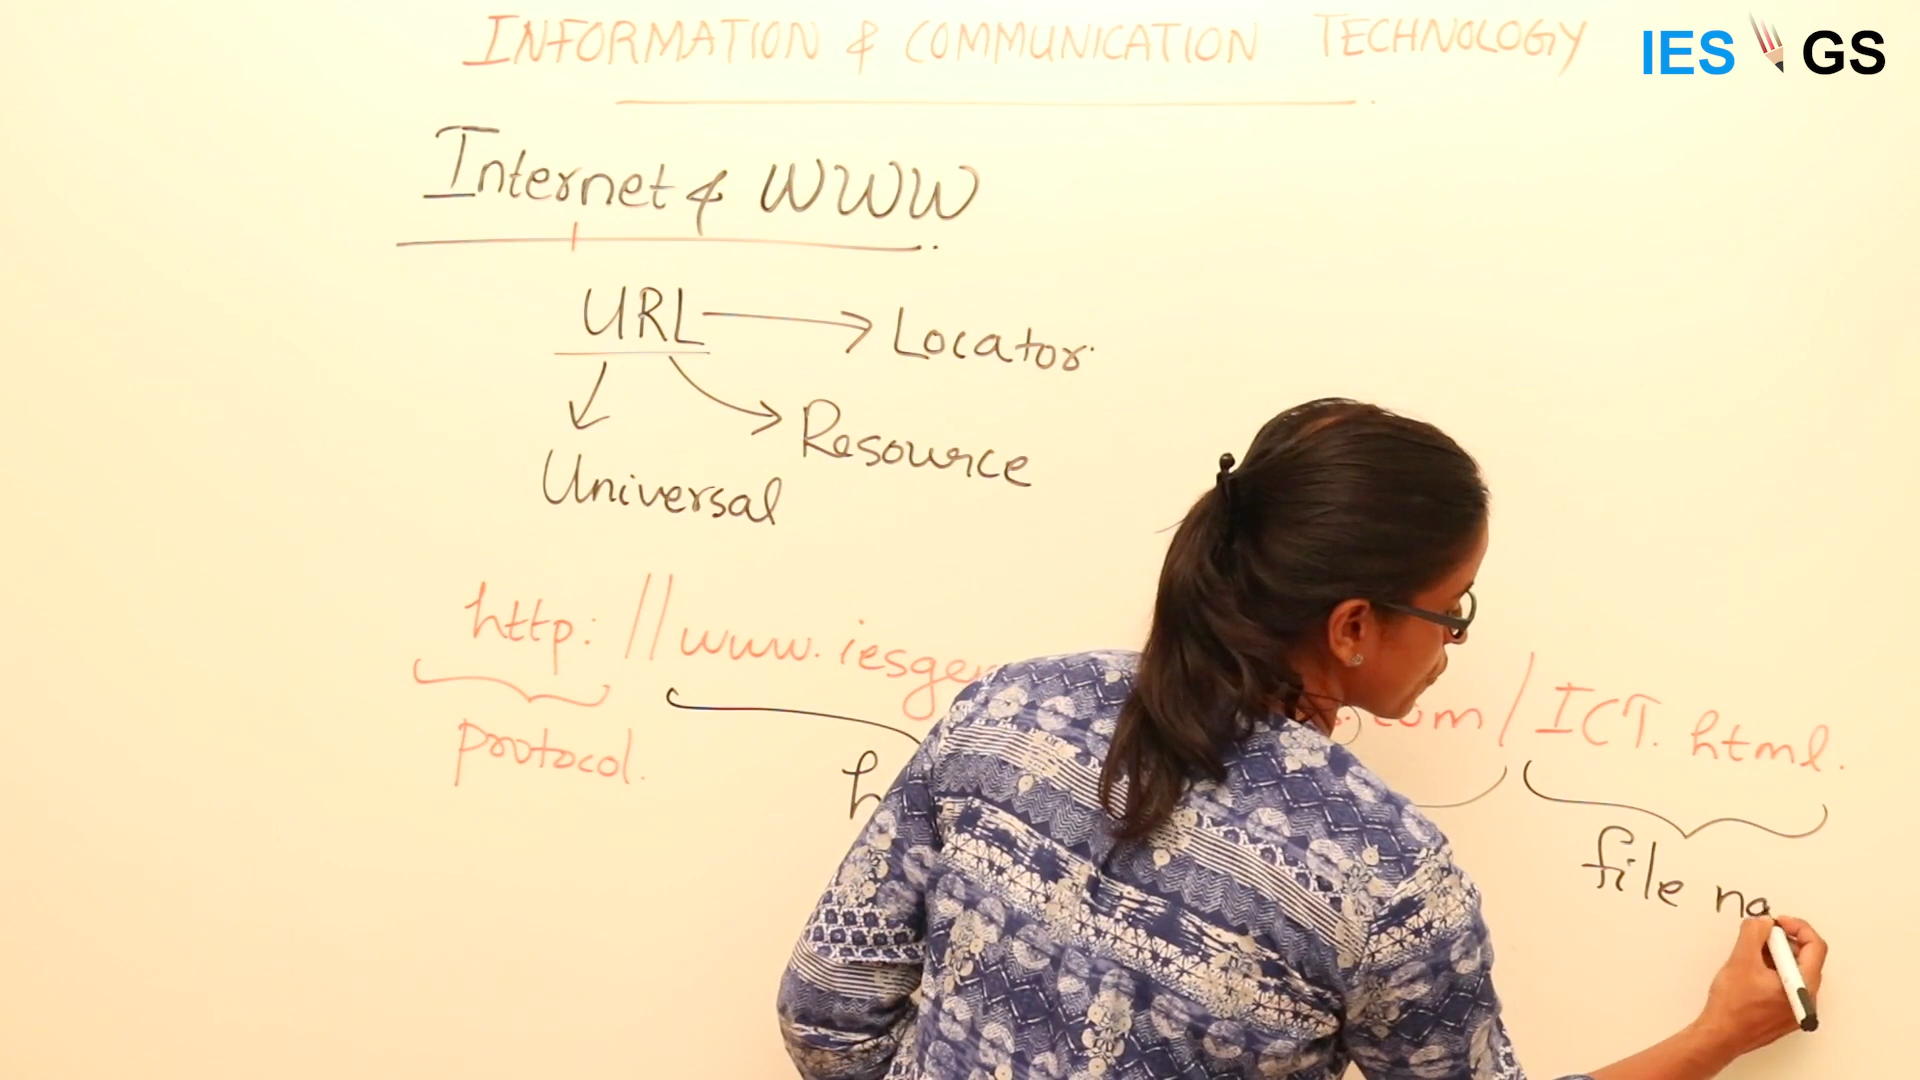 INFORMATION & COMMUNICATION TECHNOLOGY
IES GS
Internet & WWW
URL
Locator
Resource
Universal
http://www.iesge
.com/ICT.html.
protocol.
h
file na